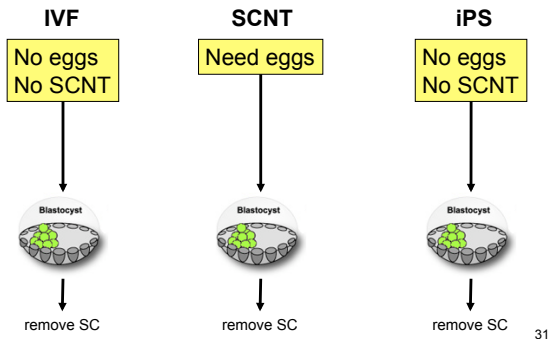 IVF
SCNT
iPS
No eggs
No SCNT
Need eggs
No eggs
No SCNT
Blastocyst
Blastocyst
Blastocyst
remove SC
remove SC
remove SC
31